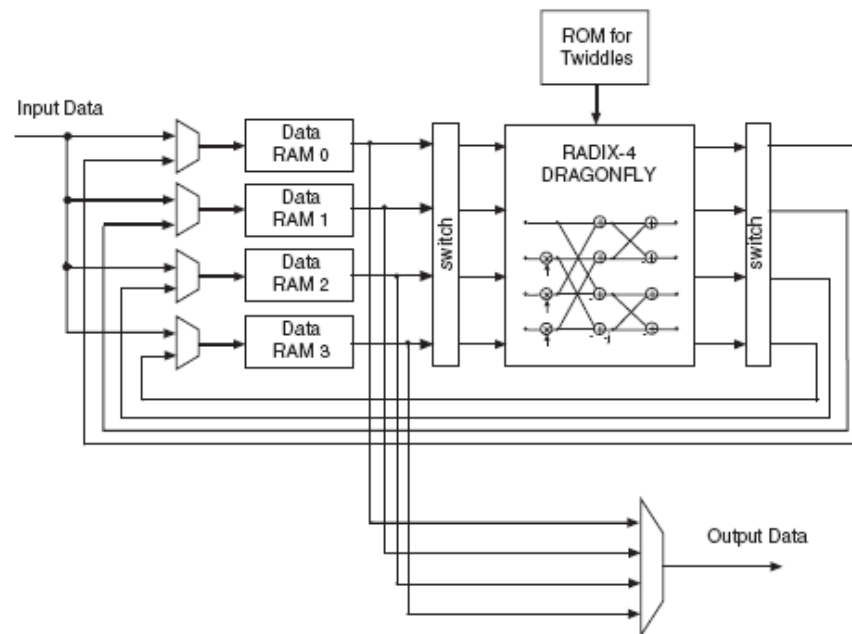 ROM for
Twiddles
Input Data
Data
RAM 0
Data
RAM 1
Data
RAM 2
Data
RAM 3
switch
RADIX-4
DRAGONFLY
switch
Output Data